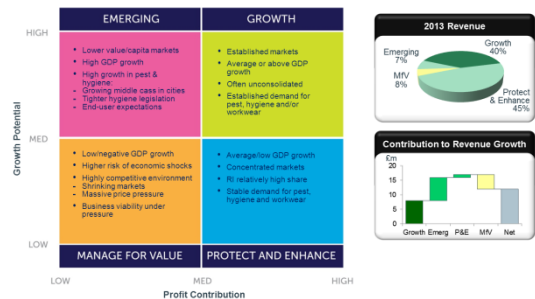 EMERGING
GROWTH
HIGH
MED
LOW
Growth Potential
• Lower value/capita markets
• High GDP growth
• High growth in pest &
hygiene:
- Growing middle cass in cities
- Tighter hygiene legislation
- End-user expectations
• Established markets
• Average or above GDP
growth
• Often unconsolidated
• Established demand for
pest, hygiene and/or
workwear
• Low/negative GDP growth
• Higher risk of economic shocks
• Highly competitive environment
- Shrinking markets
- Massive price pressure
• Business viability under
pressure
• Average/low GDP growth
• Concentrated markets
• RI relatively high share
• Stable demand for pest,
hygiene and workwear
MANAGE FOR VALUE
PROTECT AND ENHANCE
LOW
MED
HIGH
Profit Contribution
2013 Revenue
Emerging
7%
MfV
8%
Growth
40%
Protect
& Enhance
45%
Contribution to Revenue Growth
£m
20
15
10
5
0
Growth Emerg P&E MfV Net